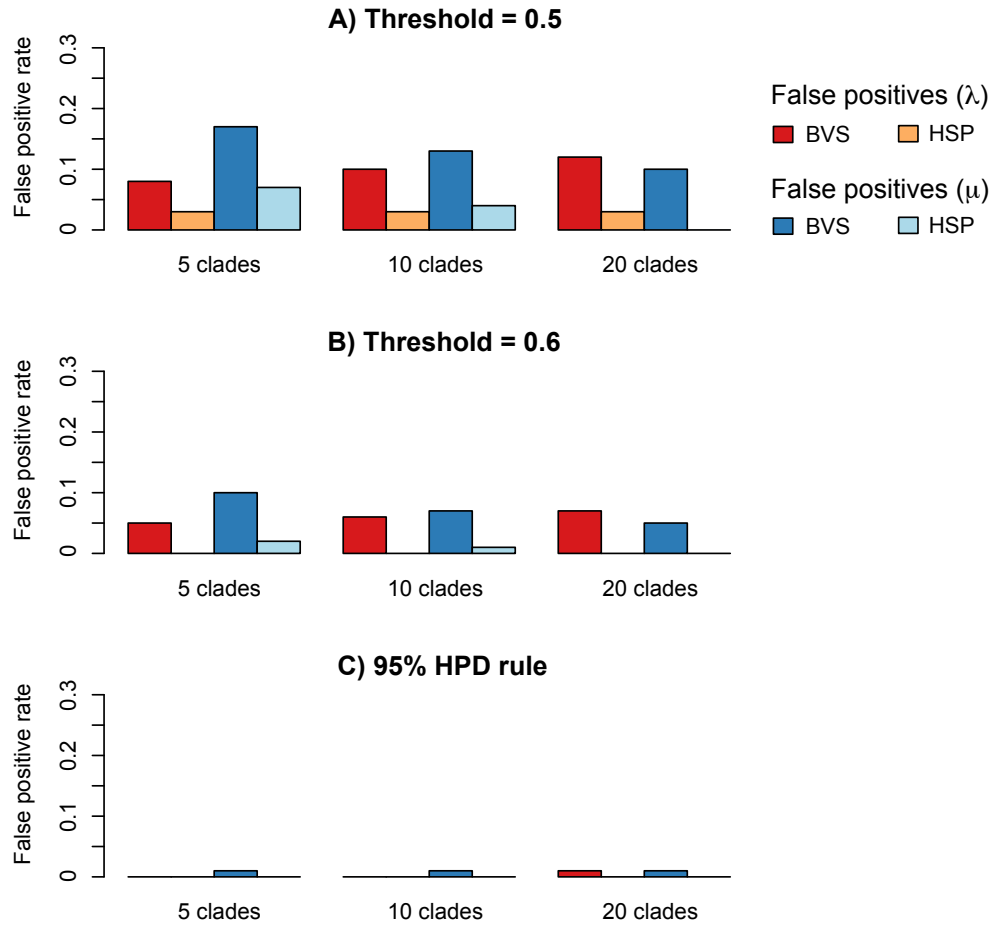 A) Threshold = 0.5
False positive rate
0 0.1 0.2 0.3
5 clades 10 clades 20 clades
False positives (λ)
BVS HSP
False positives (μ)
BVS HSP
B) Threshold = 0.6
False positive rate
0 0.1 0.2 0.3
5 clades 10 clades 20 clades
C) 95% HPD rule
False positive rate
0 0.1 0.2 0.3
5 clades 10 clades 20 clades